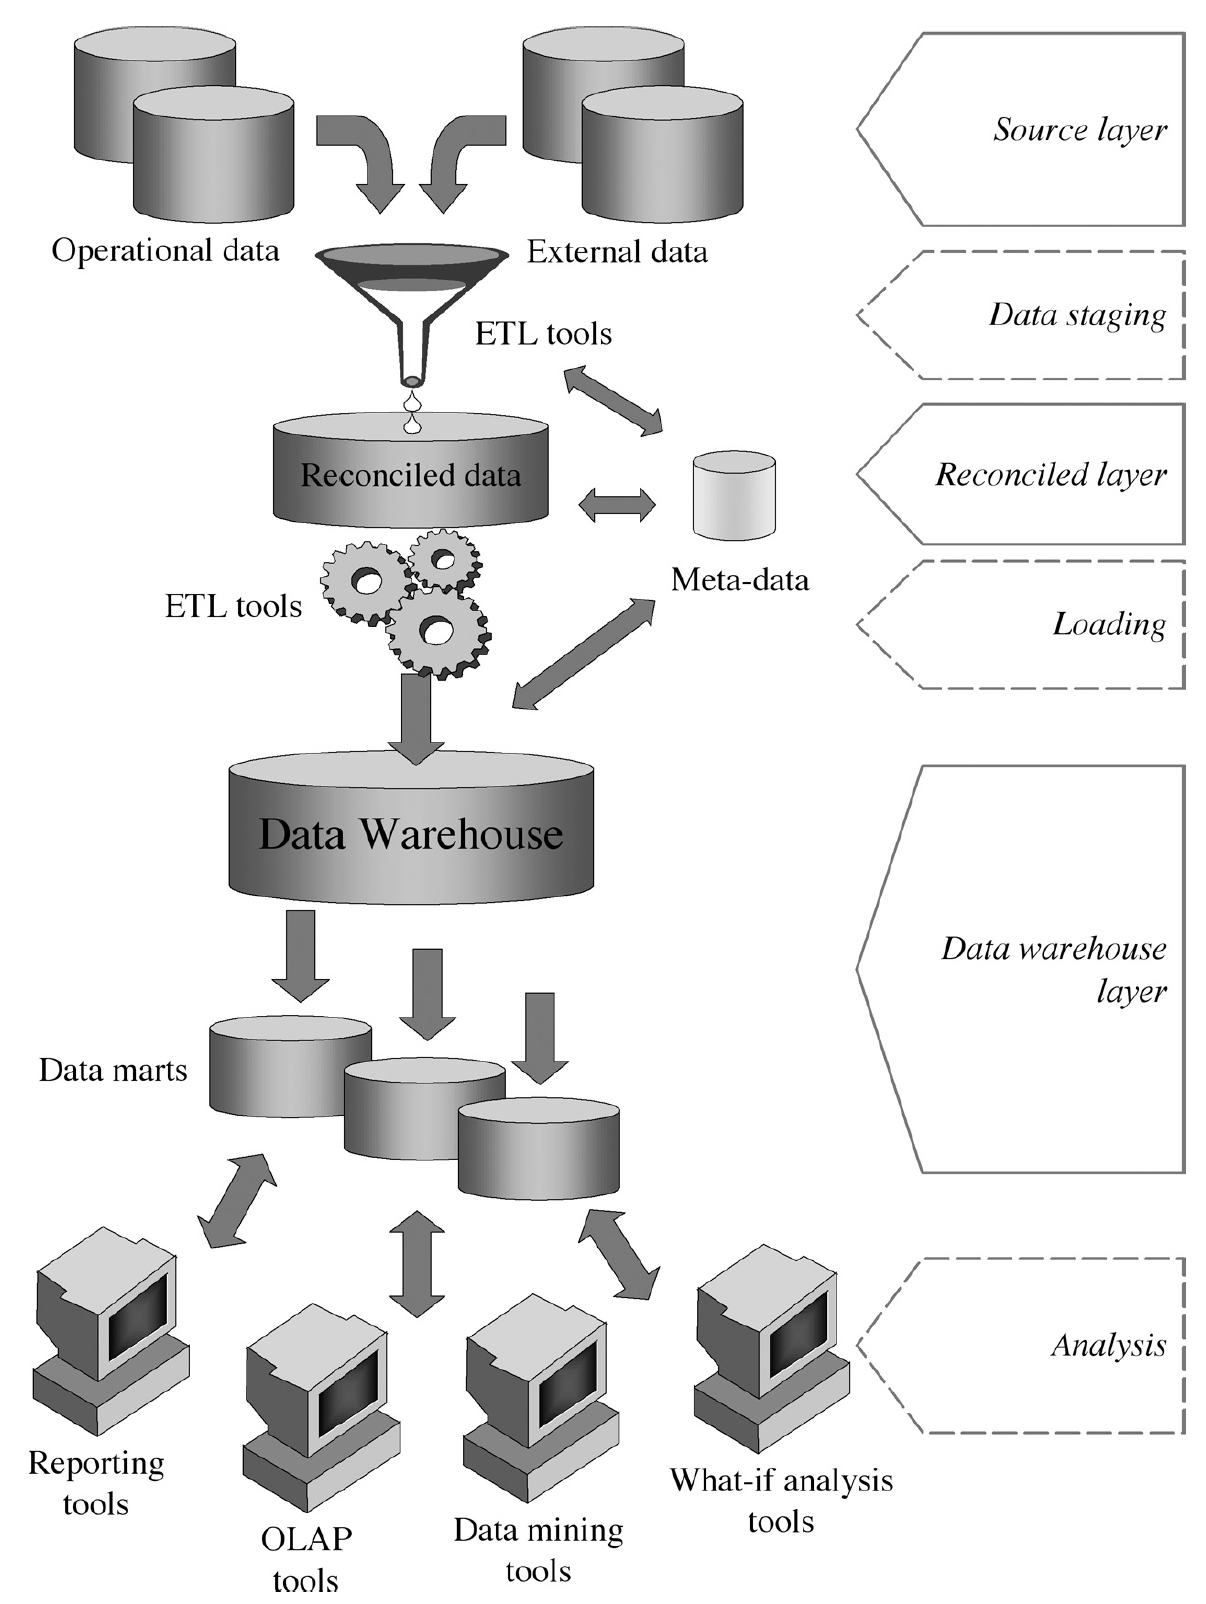 Source layer
Operational data
External data
Data staging
ETL tools
Reconciled data
Reconciled layer
Meta-data
ETL tools
Loading
Data Warehouse
Data warehouse
layer
Data marts
Analysis
Reporting
tools
OLAP
tools
Data mining
tools
What-if analysis
tools